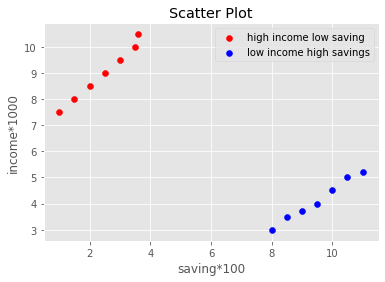 Scatter Plot
high income low saving
low income high savings
income*1000
10
9
8
7
6
5
4
3
2 4 6 8 10
saving*100